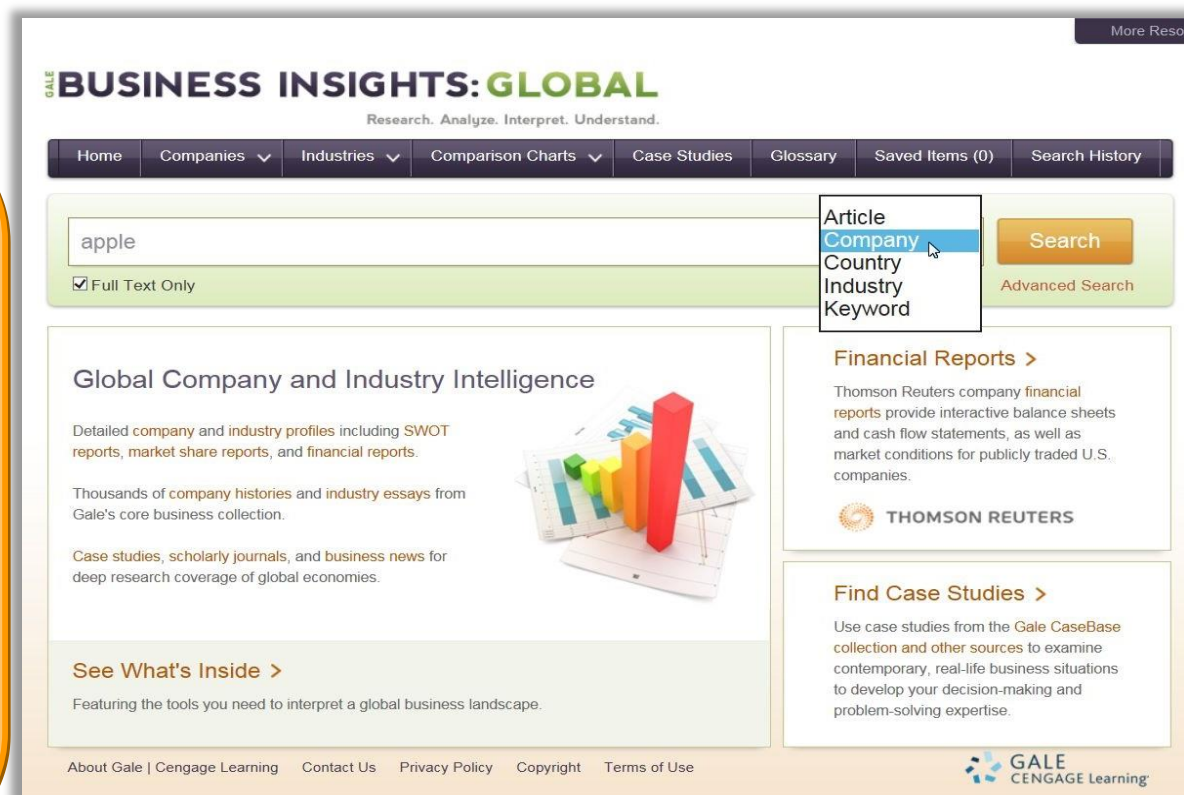 More Reso
GALE
BUSINESS INSIGHTS: GLOBAL
Research. Analyze. Interpret. Understand.
Home Companies Industries Comparison Charts Case Studies Glossary Saved Items (0) Search History
apple
Article
Company
Country
Industry
Keyword
Search
Full Text Only
Advanced Search
Global Company and Industry Intelligence
Detailed company and industry profiles including SWOT
reports, market share reports, and financial reports.
Thousands of company histories and industry essays from
Gale's core business collection.
Case studies, scholarly journals, and business news for
deep research coverage of global economies.
See What's Inside >
Featuring the tools you need to interpret a global business landscape.
Financial Reports >
Thomson Reuters company financial
reports provide interactive balance sheets
and cash flow statements, as well as
market conditions for publicly traded U.S.
companies.
THOMSON REUTERS
Find Case Studies >
Use case studies from the Gale CaseBase
collection and other sources to examine
contemporary, real-life business situations
to develop your decision-making and
problem-solving expertise.
About Gale | Cengage Learning Contact Us Privacy Policy Copyright Terms of Use
GALE
CENGAGE Learning